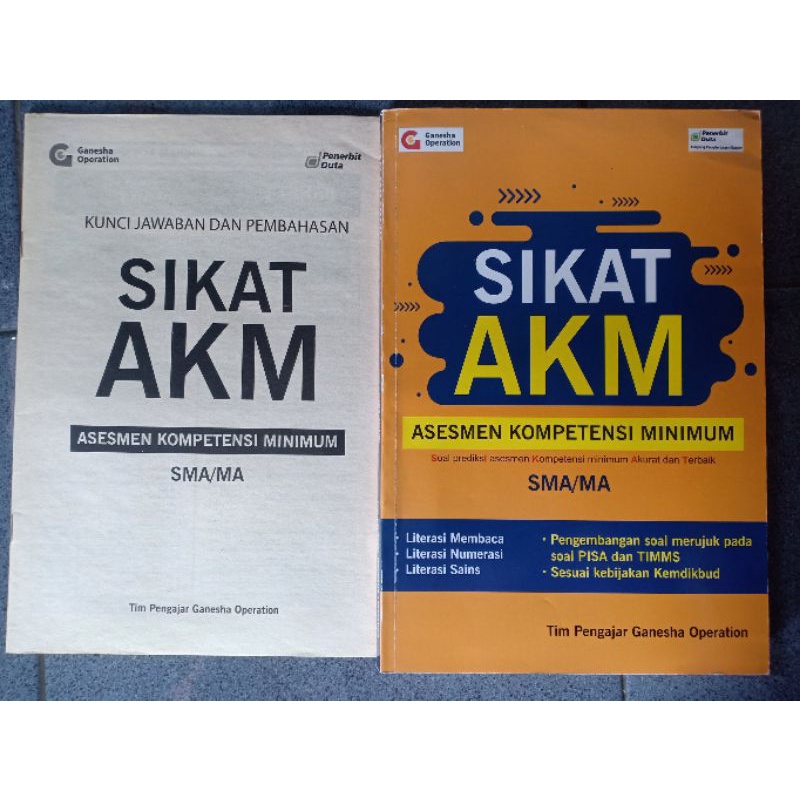 Ganesha
Operation
Penerbit
Duta
KUNCI JAWABAN DAN PEMBAHASAN
SIKAT
AKM
ASESMEN KOMPETENSI MINIMUM
SMA/MA
Tim Pengajar Ganesha Operation
Ganesha
Operation
Penerbit
Duta
SIKAT
AKM
ASESMEN KOMPETENSI MINIMUM
Soal prediksi asesmen Kompetensi minimum Akurat dan Terbaik
SMA/MA
· Literasi Membaca
· Literasi Numerasi
· Literasi Sains
· Pengembangan soal merujuk pada
soal PISA dan TIMMS
· Sesuai kebijakan Kemdikbud
Tim Pengajar Ganesha Operation